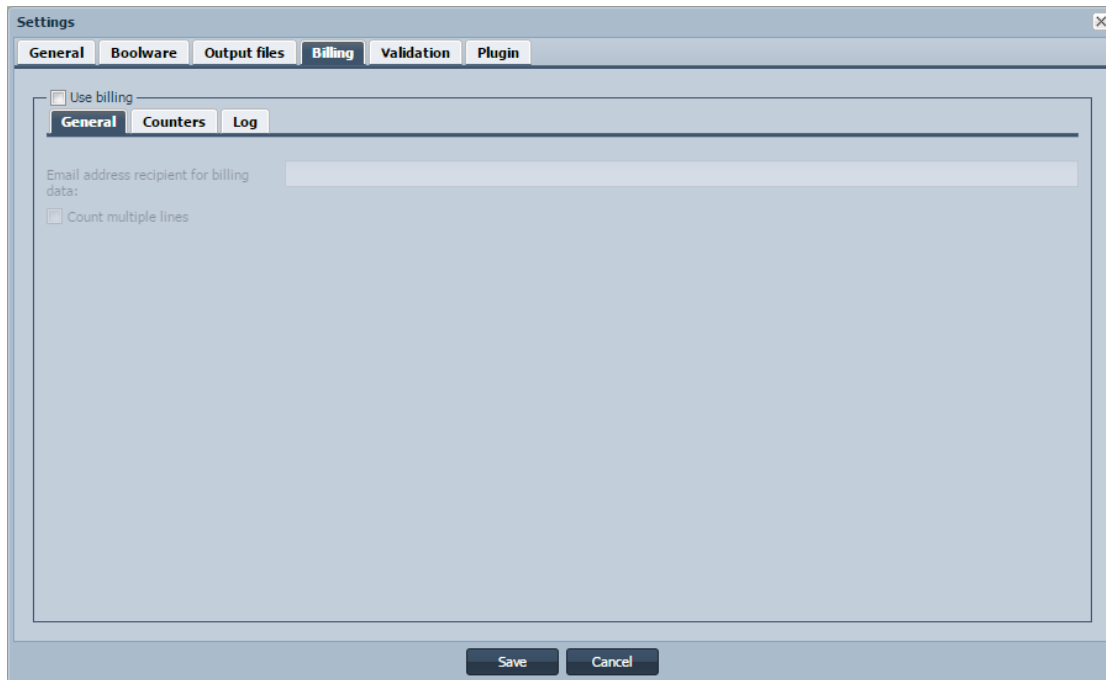 Settings
General Boolware Output files Billing Validation Plugin
Use billing
General Counters Log
Email address recipient for billing
data:
Count multiple lines
Save Cancel